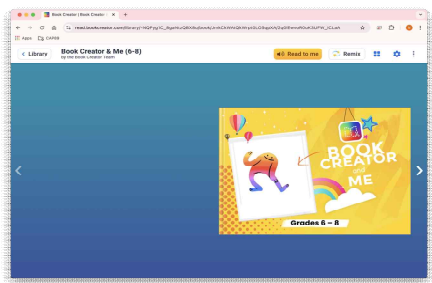 Book Creator | Book Creator
Apps
Library
Book Creator & Me (6-8)
by the Book Creator Team
Read to me
Remix
BOOK
CREATOR
and
ME
Grades 6 – 8